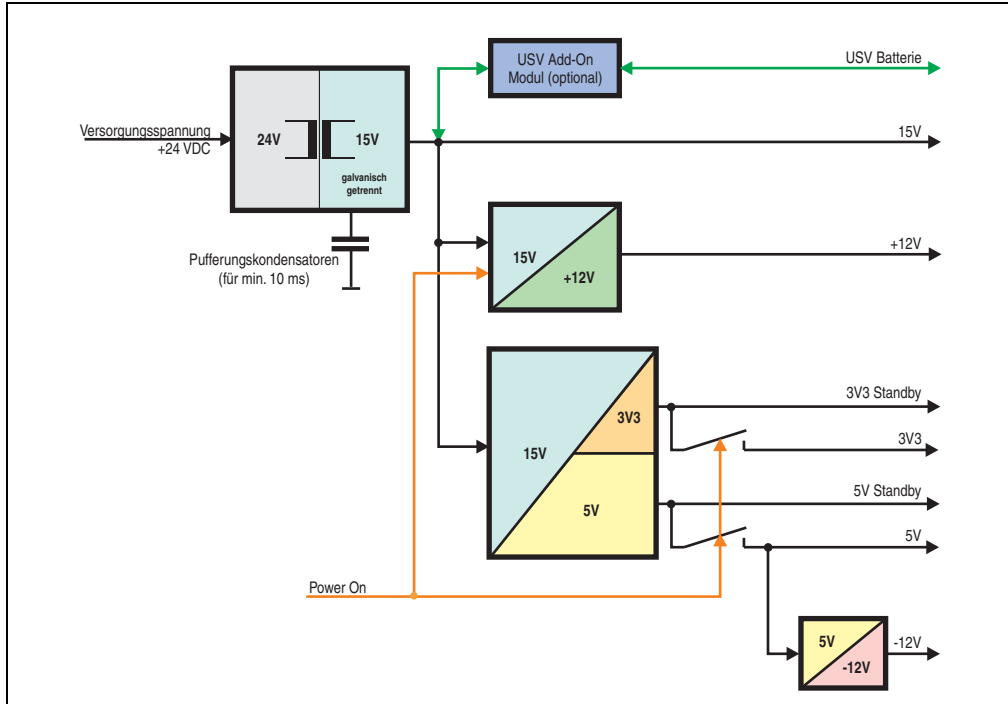 USV Add-On
Modul (optional)
USV Batterie
Versorgungsspannung
+24 VDC
24V
15V
galvanisch
getrennt
15V
Pufferungskondensatoren
(für min. 10 ms)
15V
+12V
+12V
15V
3V3
5V
3V3 Standby
3V3
5V Standby
5V
Power On
5V
-12V
-12V